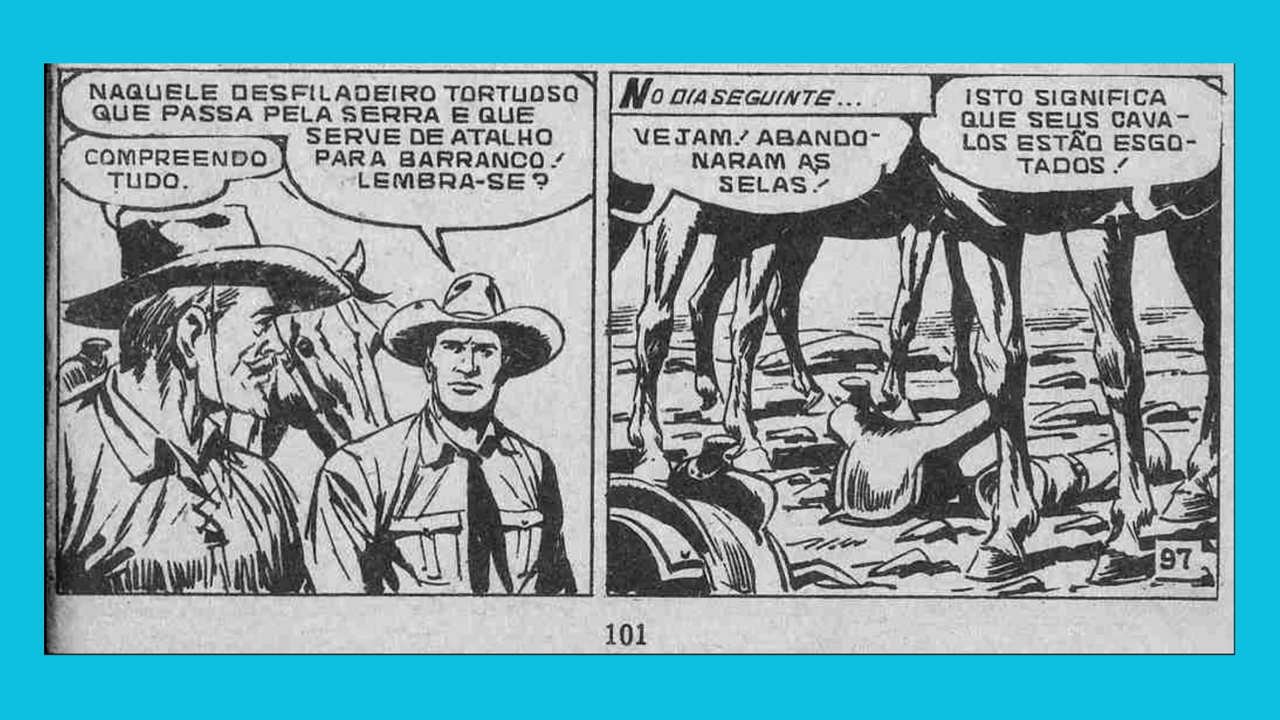 NAQUELE DESFILADEIRO TORTUOSO
QUE PASSA PELA SERRA E QUE
SERVE DE ATALHO
PARA BARRANCO!
LEMBRA-SE?
COMPREENDO
TUDO.
NO DIA SEGUINTE...
VEJAM! ABANDO-
NARAM AS
SELAS!
ISTO SIGNIFICA
QUE SEUS CAVA-
LOS ESTÃO ESGO-
TADOS!
97
101